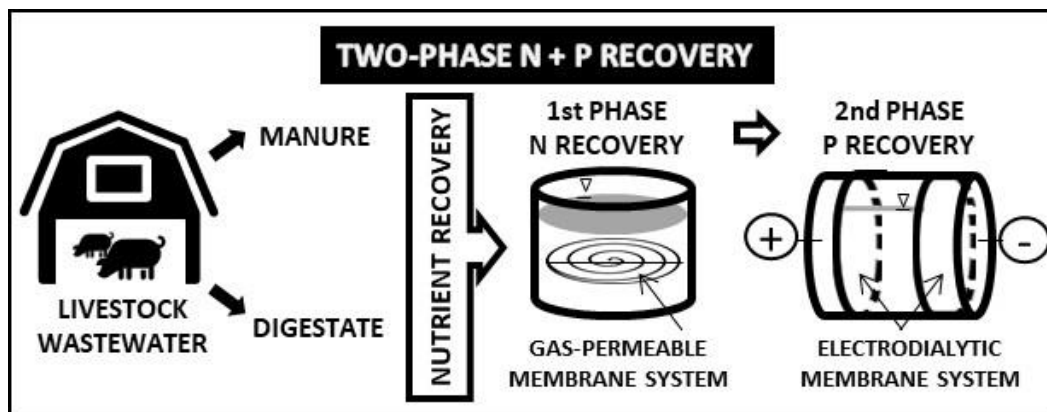 TWO-PHASE N + P RECOVERY
MANURE
LIVESTOCK
WASTEWATER
DIGESTATE
NUTRIENT RECOVERY
1st PHASE
N RECOVERY
GAS-PERMEABLE
MEMBRANE SYSTEM
2nd PHASE
P RECOVERY
+
-
ELECTRODIALYTIC
MEMBRANE SYSTEM